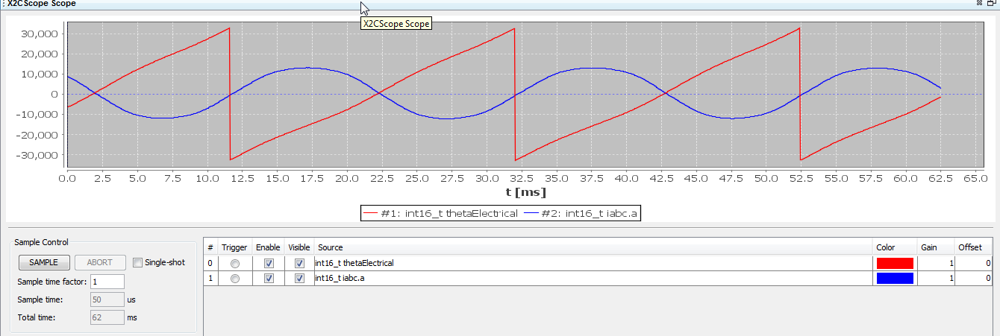 X2CScope Scope
X2CScope Scope
30,000
20,000
10,000
0
-10,000
-20,000
-30,000
0.0 2.5 5.0 7.5 10.0 12.5 15.0 17.5 20.0 22.5 25.0 27.5 30.0 32.5 35.0 37.5 40.0 42.5 45.0 47.5 50.0 52.5 55.0 57.5 60.0 62.5 65.0
t [ms]
#1: int16_t thetaElectrical #2: int16_t iabc.a
Sample Control
SAMPLE ABORT Single-shot
Sample time factor: 1
Sample time: 50 us
Total time: 62 ms
# Trigger Enable Visible Source Color Gain Offset
0 int16_t thetaElectrical 1 0
1 int16_t iabc.a 1 0